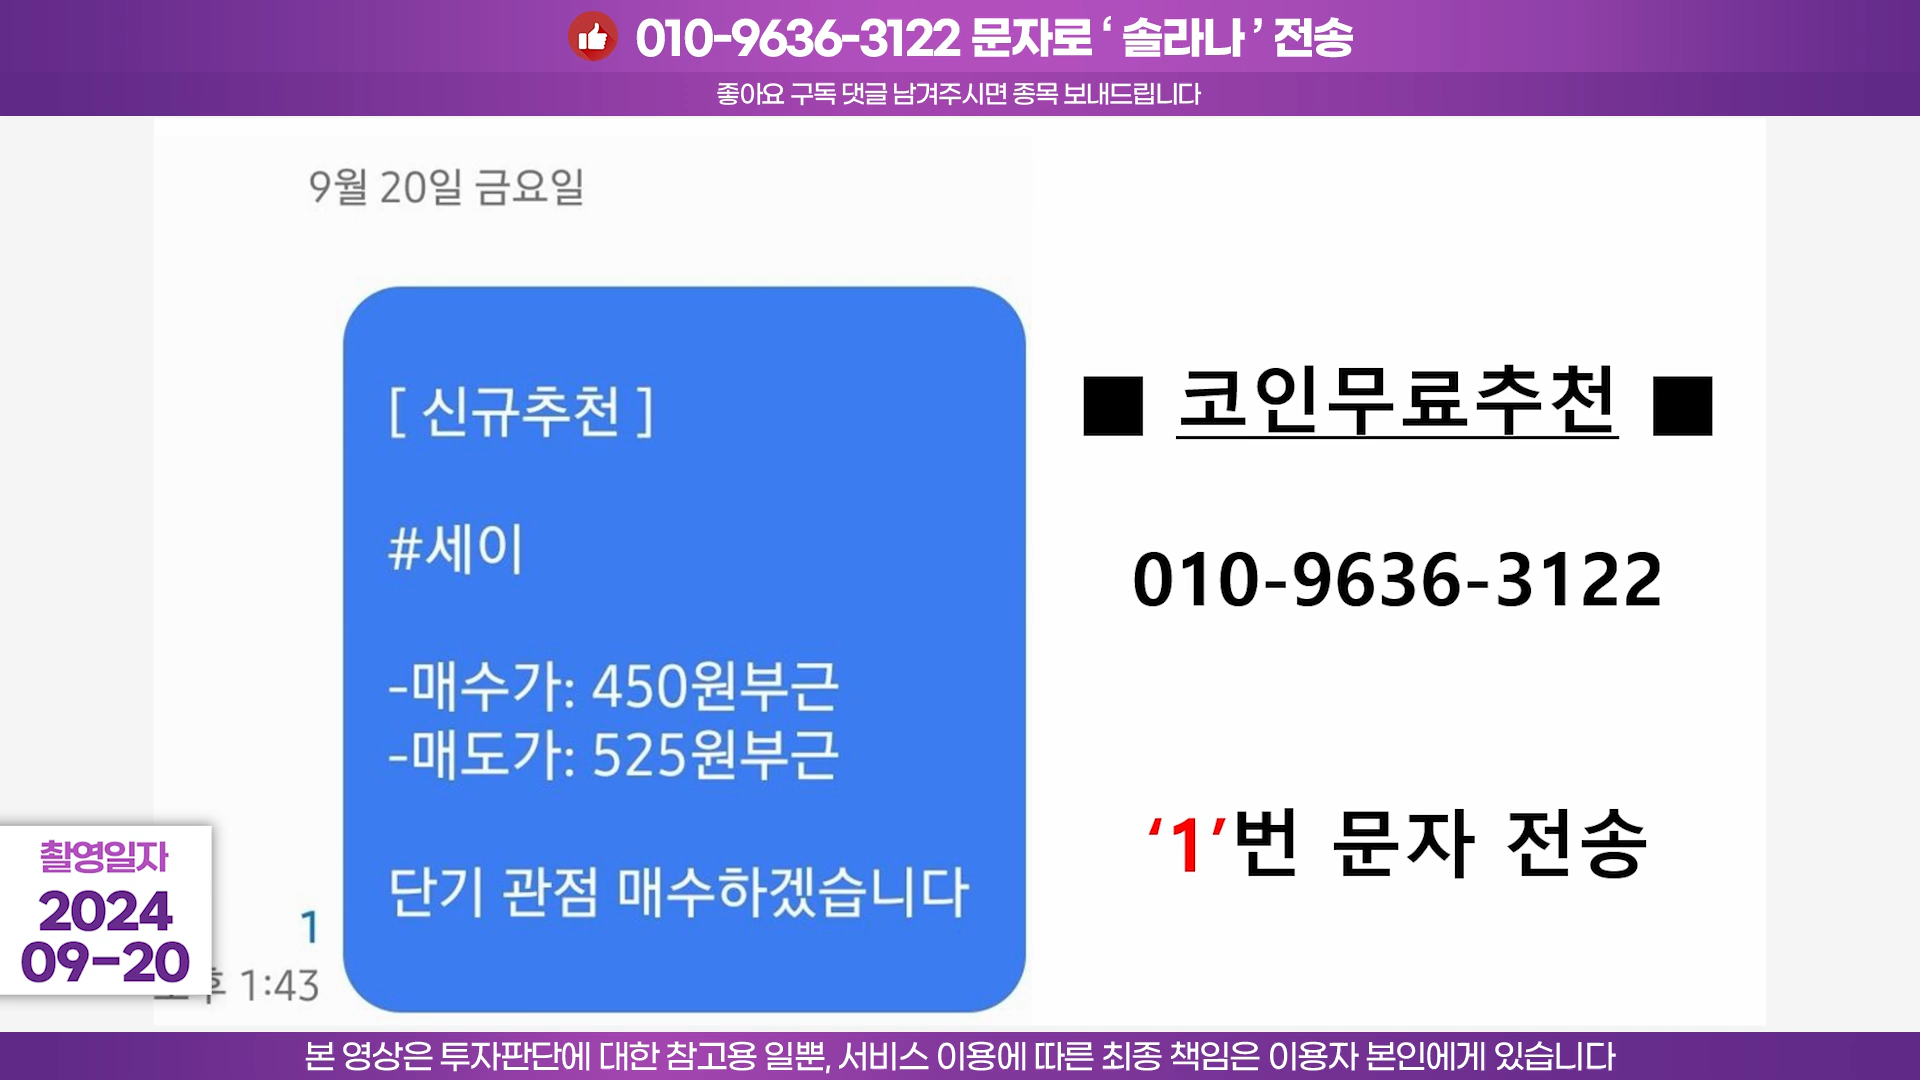 010-9636-3122 문자로 ‘ 솔라나 ’ 전송
좋아요 구독 댓글 남겨주시면 종목 보내드립니다
9월 20일 금요일
[ 신규추천 ]
#세이
-매수가: 450원부근
-매도가: 525원부근
단기 관점 매수하겠습니다
1
1:43
■ 코인무료추천 ■
010-9636-3122
‘1’번 문자 전송
촬영일자
2024
09-20
본 영상은 투자판단에 대한 참고용 일뿐, 서비스 이용에 따른 최종 책임은 이용자 본인에게 있습니다